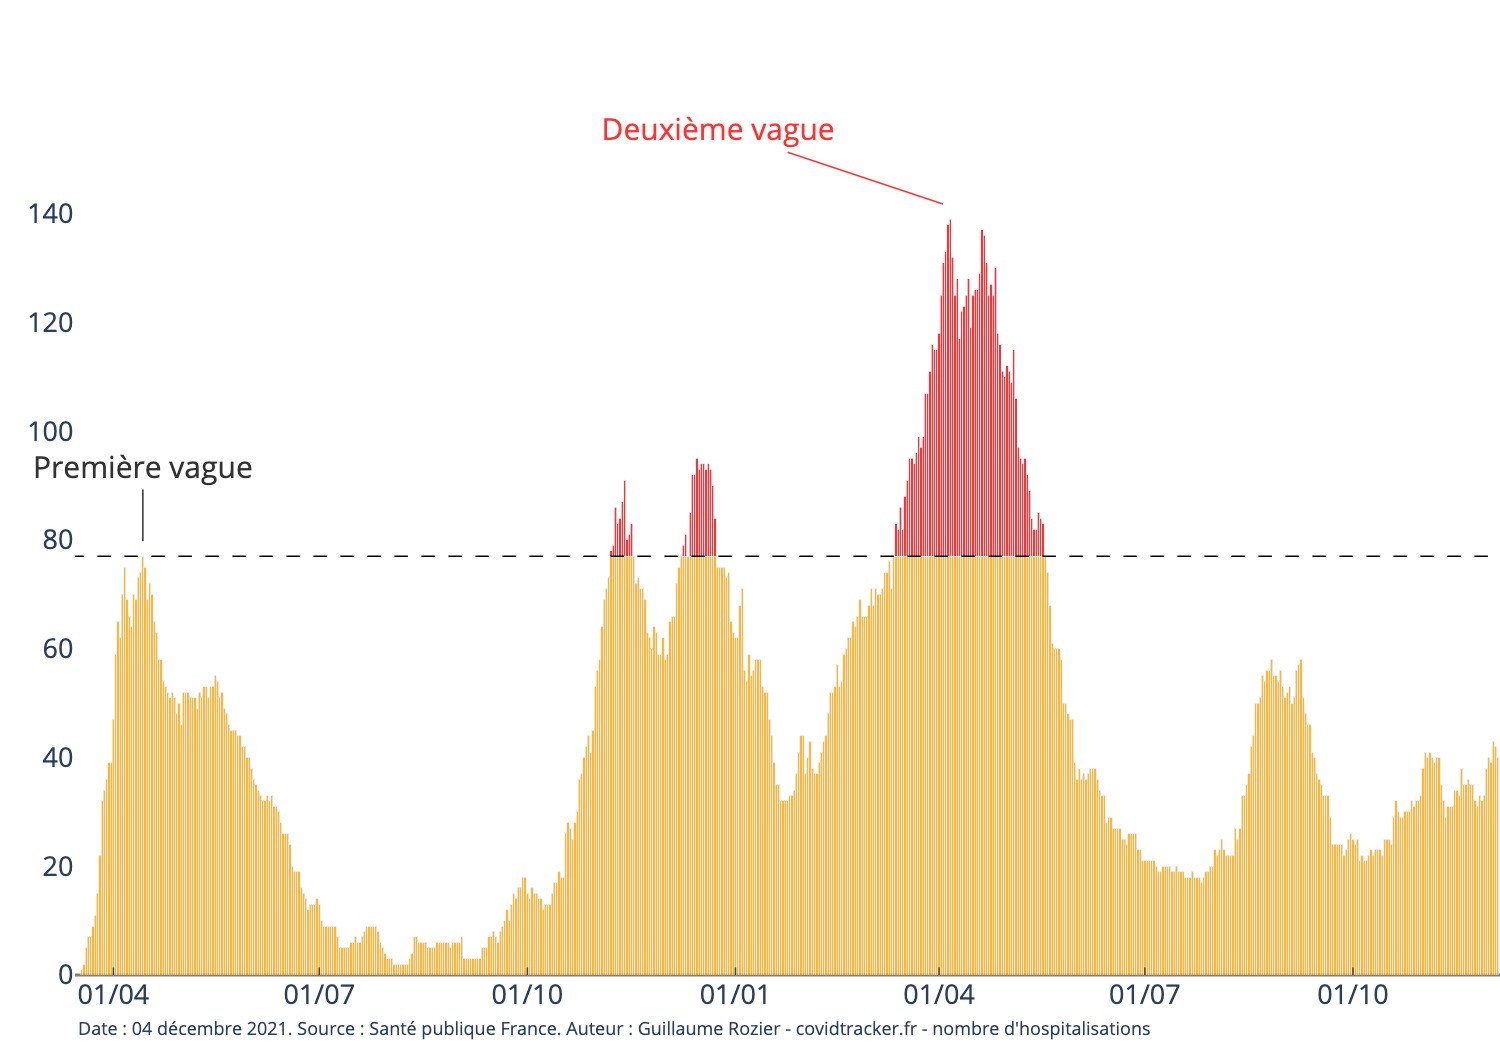 Deuxième vague
140
120
100
Première vague
80
60
40
20
0
01/04 01/07 01/10 01/01 01/04 01/07 01/10
Date : 04 décembre 2021. Source : Santé publique France. Auteur : Guillaume Rozier - covidtracker.fr - nombre d'hospitalisations